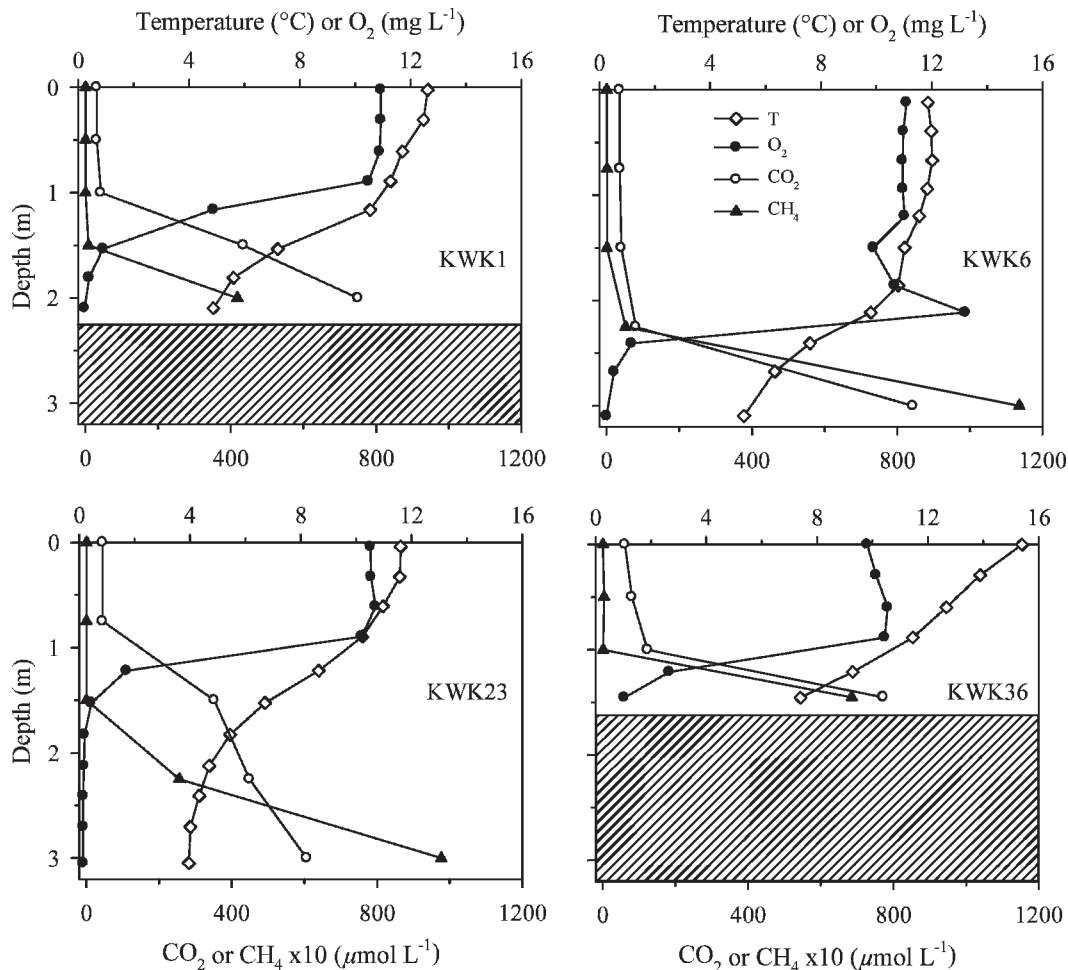 Temperature (°C) or O₂ (mg L⁻¹)
Temperature (°C) or O₂ (mg L⁻¹)
0 4 8 12 16
0 4 8 12 16
0
1
2
3
Depth (m)
KWK1
T
O₂
CO₂
CH₄
KWK6
0 400 800 1200
0 400 800 1200
0 4 8 12 16
0 4 8 12 16
0
1
2
3
Depth (m)
KWK23
KWK36
0 400 800 1200
0 400 800 1200
CO₂ or CH₄ x10 (μmol L⁻¹)
CO₂ or CH₄ x10 (μmol L⁻¹)